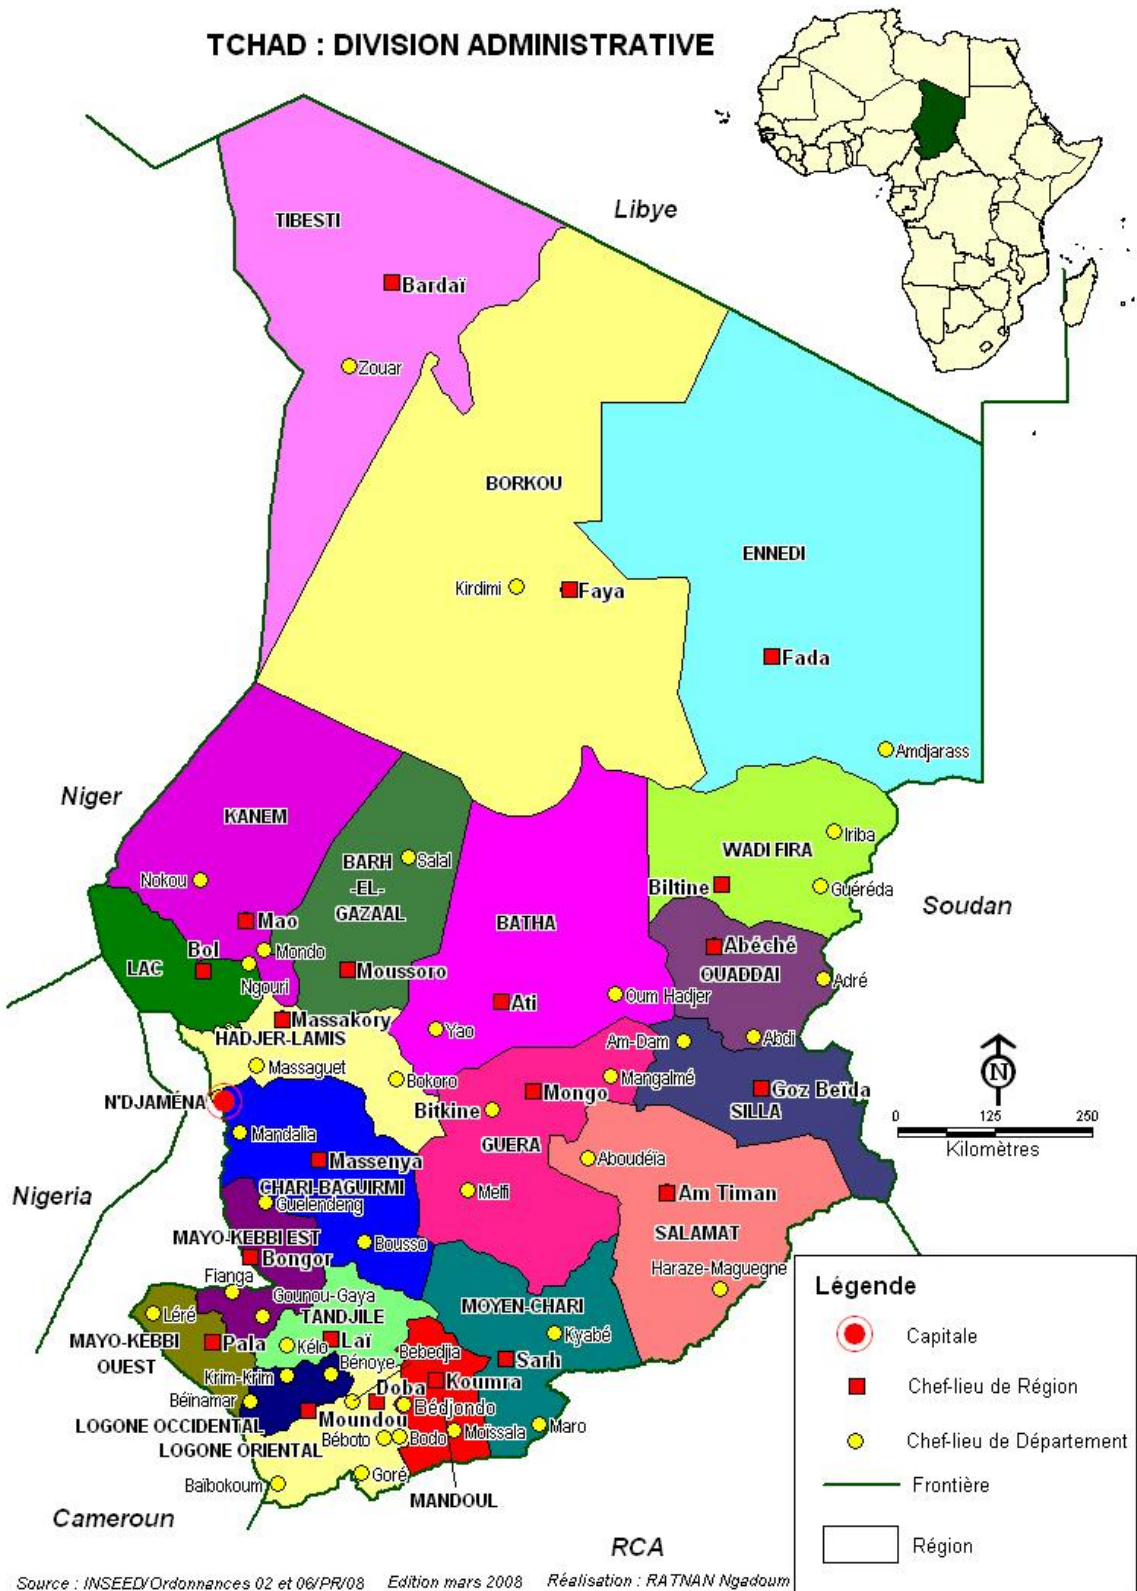 TCHAD : DIVISION ADMINISTRATIVE
Libye
TIBESTI
Bardaï
Zouar
BORKOU
ENNEDI
Kirdimi
Faya
Fada
Amdjarass
Niger
KANEM
Iriba
WADI FIRA
BARH
-EL-
GAZAAL
Salal
Nokou
Biltine
Guéréda
Soudan
Mao
BATHA
Abéché
OUADDAI
Bol
Mondo
LAC
Ngouri
Moussoro
Adré
Ati
Oum Hadjer
Massakory
HADJER-LAMIS
Yao
Am-Dam
Abdi
Massaguet
Bokoro
Mangalmé
Mongo
Goz Beïda
N'DJAMÉNA
Bitkine
SILLA
N
0 125 250
Kilomètres
Mandalia
GUERA
Massenya
Aboudéïa
CHARI-BAGUIRMI
Melfi
Am Timan
Nigeria
Guelendeng
MAYO-KEBBI EST
Bousso
SALAMAT
Bongor
Haraze-Maguegne
Fianga
Gounou-Gaya
MOYEN-CHARI
Léré
TANDJILE
MAYO-KEBBI
OUEST
Pala
Kélo
Laï
Bebedjia
Kyabé
Bénoye
Sarh
Krim-Krim
Doba
Koumra
Béïnamar
Moundou
Bédjondo
LOGONE OCCIDENTAL
Béboto
Bodo
Moïssala
Maro
LOGONE ORIENTAL
Baïbokoum
Goré
MANDOUL
Cameroun
RCA
Légende
Capitale
Chef-lieu de Région
Chef-lieu de Département
Frontière
Région
Source : INSEED/Ordonnances 02 et 06/PR/08 Edition mars 2008 Réalisation : RATNAN Ngadoum